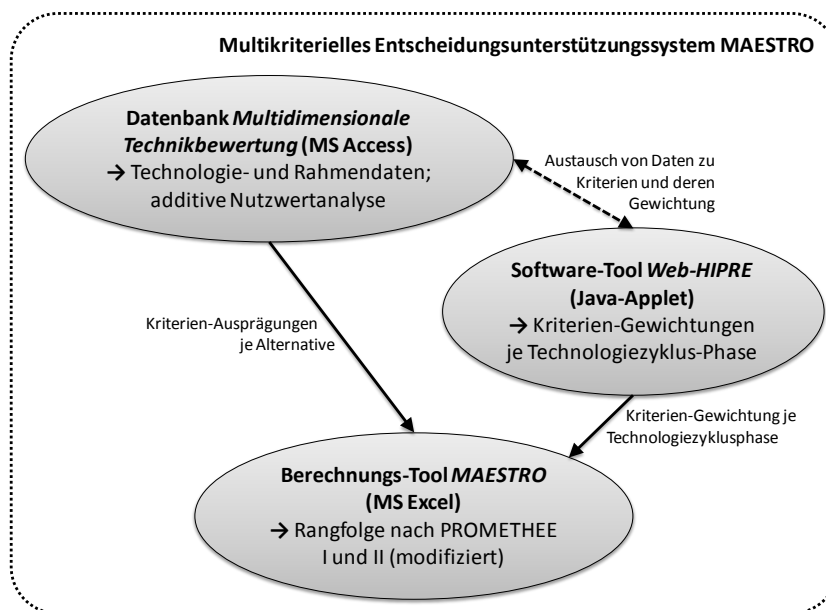 Multikriterielles Entscheidungsunterstützungssystem MAESTRO
Datenbank Multidimensionale
Technikbewertung (MS Access)
→ Technologie- und Rahmendaten;
additive Nutzwertanalyse
Austausch von Daten zu
Kriterien und deren
Gewichtung
Software-Tool Web-HIPRE
(Java-Applet)
→ Kriterien-Gewichtungen
je Technologiezyklus-Phase
Kriterien-Ausprägungen
je Alternative
Kriterien-Gewichtung je
Technologiezyklusphase
Berechnungs-Tool MAESTRO
(MS Excel)
→ Rangfolge nach PROMETHEE
I und II (modifiziert)